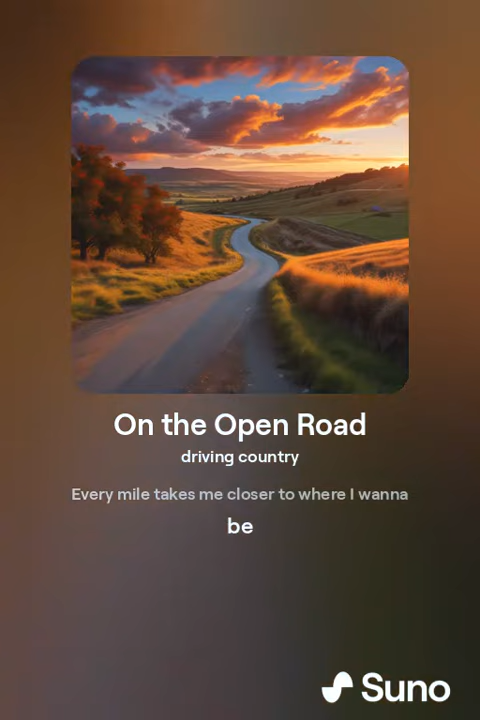 On the Open Road
driving country
Every mile takes me closer to where I wanna
be
Suno